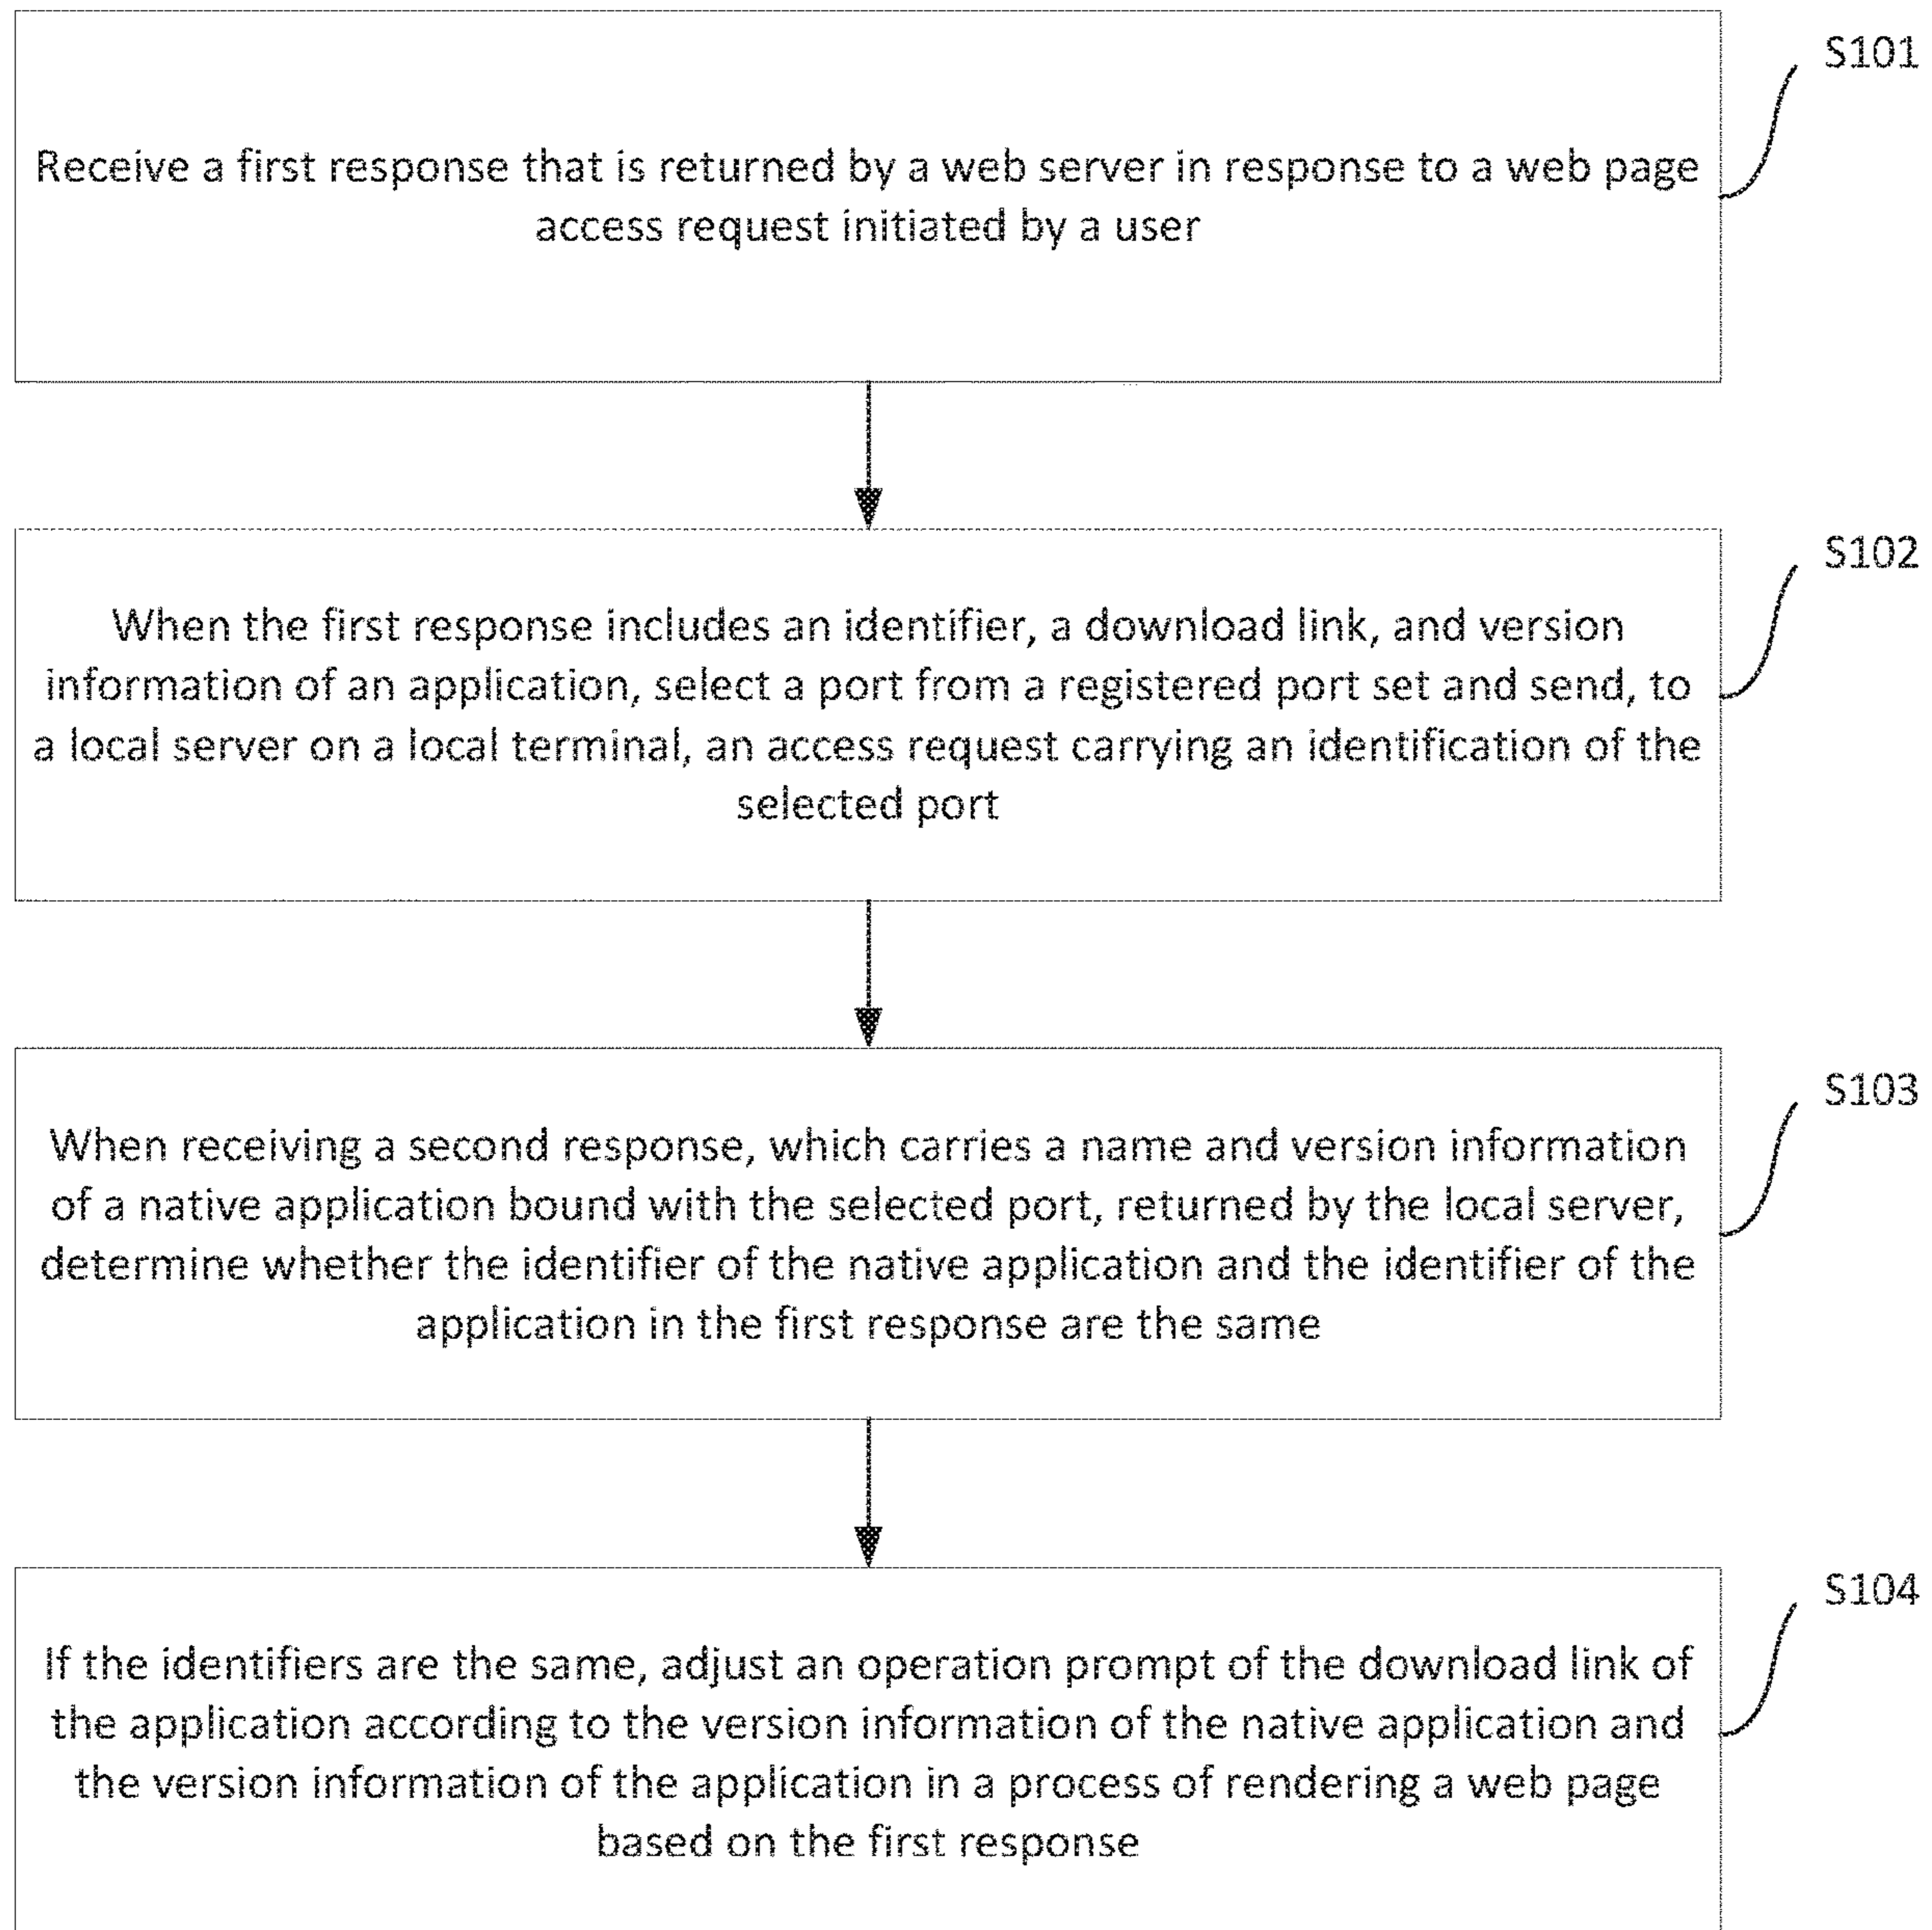 S101
Receive a first response that is returned by a web server in response to a web page
access request initiated by a user
S102
When the first response includes an identifier, a download link, and version
information of an application, select a port from a registered port set and send, to
a local server on a local terminal, an access request carrying an identification of the
selected port
S103
When receiving a second response, which carries a name and version information
of a native application bound with the selected port, returned by the local server,
determine whether the identifier of the native application and the identifier of the
application in the first response are the same
S104
If the identifiers are the same, adjust an operation prompt of the download link of
the application according to the version information of the native application and
the version information of the application in a process of rendering a web page
based on the first response